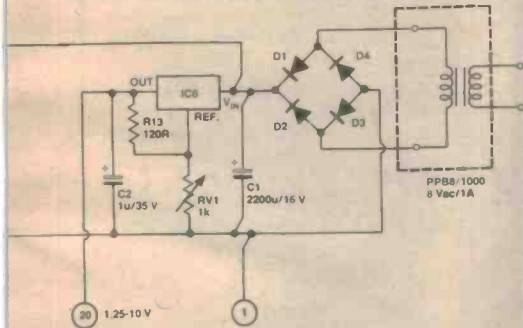 D1
D4
OUT
IC6
VIN
REF.
D2
D3
R13
120R
+
C2
1u/35 V
RV1
1k
+
C1
2200u/16 V
PPB8/1000
8 Vac/1A
20
1.25-10 V
1